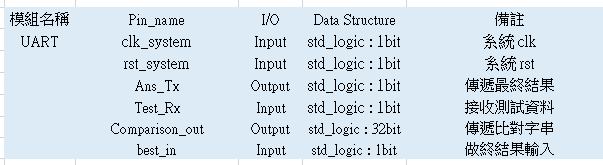 模組名稱 Pin_name I/O Data Structure 備註
UART clk_system Input std_logic : 1bit 系統 clk
rst_system Input std_logic : 1bit 系統 rst
Ans_Tx Output std_logic : 1bit 傳遞最終結果
Test_Rx Input std_logic : 1bit 接收測試資料
Comparison_out Output std_logic : 32bit 傳遞比對字串
best_in Input std_logic : 1bit 做終結果輸入